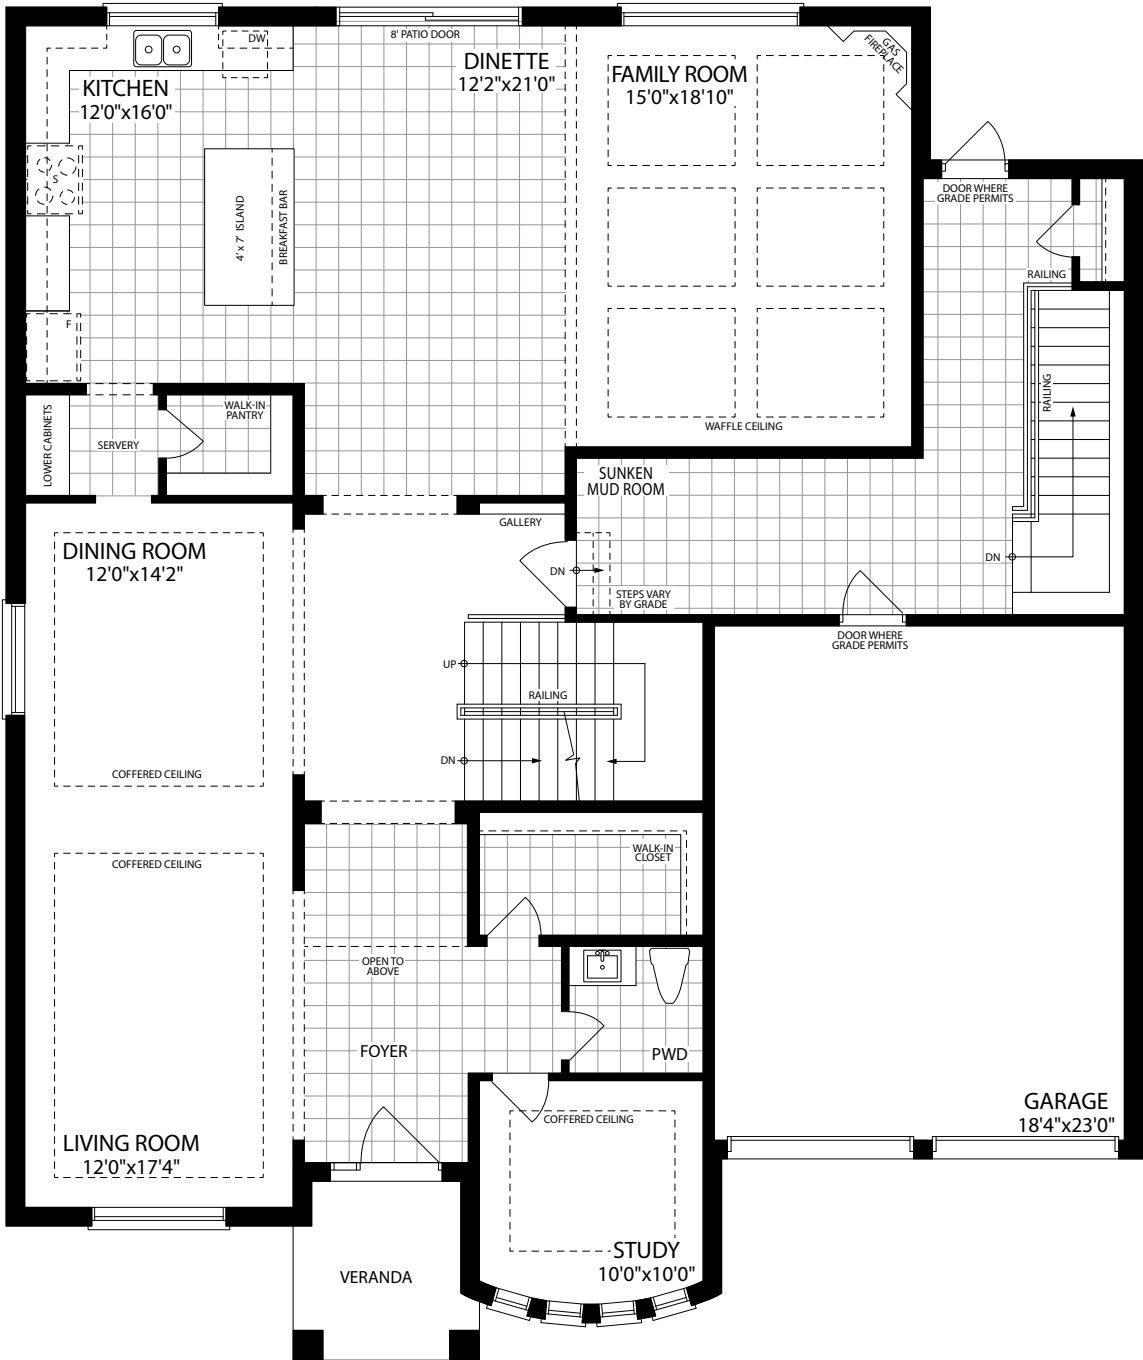 8' PATIO DOOR
DW
KITCHEN
12'0"x16'0"
DINETTE
12'2"x21'0"
FAMILY ROOM
15'0"x18'10"
GAS
FIREPLACE
S
4' x 7' ISLAND
BREAKFAST BAR
F
DOOR WHERE
GRADE PERMITS
RAILING
RAILING
LOWER CABINETS
SERVERY
WALK-IN
PANTRY
WAFFLE CEILING
SUNKEN
MUD ROOM
GALLERY
DN
DN
STEPS VARY
BY GRADE
DINING ROOM
12'0"x14'2"
DOOR WHERE
GRADE PERMITS
UP
RAILING
DN
COFFERED CEILING
COFFERED CEILING
WALK-IN
CLOSET
OPEN TO
ABOVE
FOYER
PWD
LIVING ROOM
12'0"x17'4"
COFFERED CEILING
GARAGE
18'4"x23'0"
STUDY
10'0"x10'0"
VERANDA